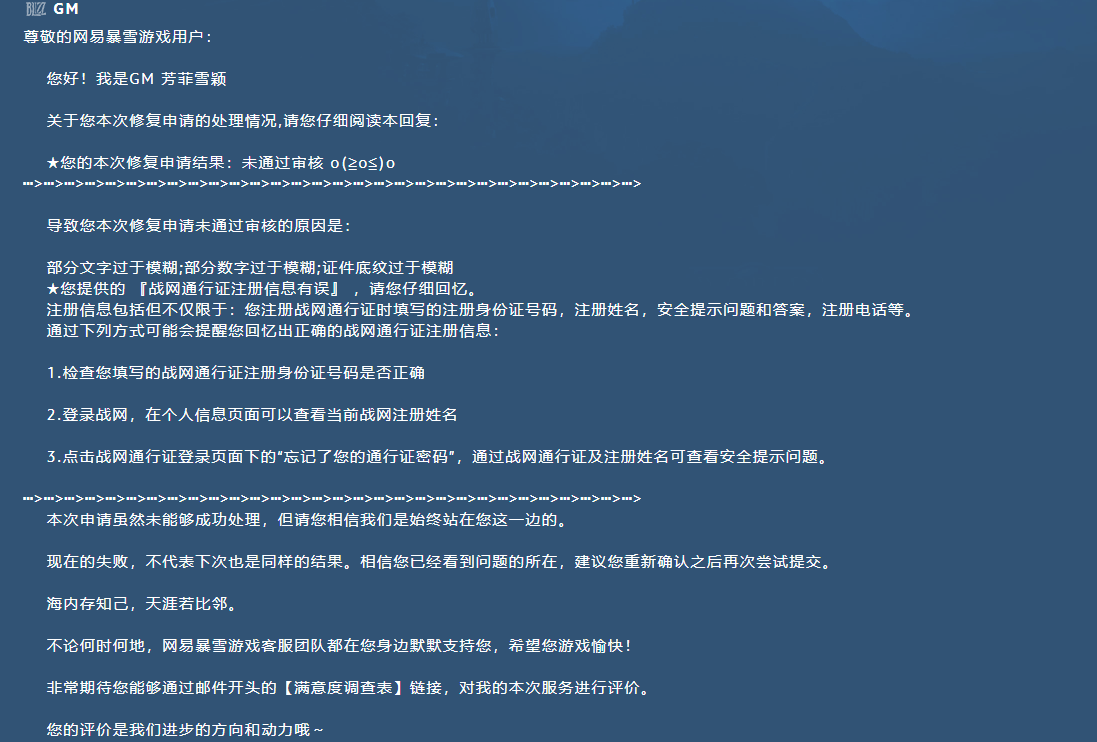 BLIZZ GM
尊敬的网易暴雪游戏用户：
您好！我是GM 芳菲雪颖
关于您本次修复申请的处理情况,请您仔细阅读本回复：
★您的本次修复申请结果：未通过审核 o(≥o≤)o
┅>┅>┅>┅>┅>┅>┅>┅>┅>┅>┅>┅>┅>┅>┅>┅>┅>┅>┅>┅>┅>┅>┅>┅>┅>┅>┅>┅>┅>┅>
导致您本次修复申请未通过审核的原因是：
部分文字过于模糊;部分数字过于模糊;证件底纹过于模糊
★您提供的 『战网通行证注册信息有误』 ，请您仔细回忆。
注册信息包括但不仅限于：您注册战网通行证时填写的注册身份证号码，注册姓名，安全提示问题和答案，注册电话等。
通过下列方式可能会提醒您回忆出正确的战网通行证注册信息：
1.检查您填写的战网通行证注册身份证号码是否正确
2.登录战网，在个人信息页面可以查看当前战网注册姓名
3.点击战网通行证登录页面下的“忘记了您的通行证密码”，通过战网通行证及注册姓名可查看安全提示问题。
┅>┅>┅>┅>┅>┅>┅>┅>┅>┅>┅>┅>┅>┅>┅>┅>┅>┅>┅>┅>┅>┅>┅>┅>┅>┅>┅>┅>┅>┅>
本次申请虽然未能够成功处理，但请您相信我们是始终站在您这一边的。
现在的失败，不代表下次也是同样的结果。相信您已经看到问题的所在，建议您重新确认之后再次尝试提交。
海内存知己，天涯若比邻。
不论何时何地，网易暴雪游戏客服团队都在您身边默默支持您，希望您游戏愉快！
非常期待您能够通过邮件开头的【满意度调查表】链接，对我的本次服务进行评价。
您的评价是我们进步的方向和动力哦～